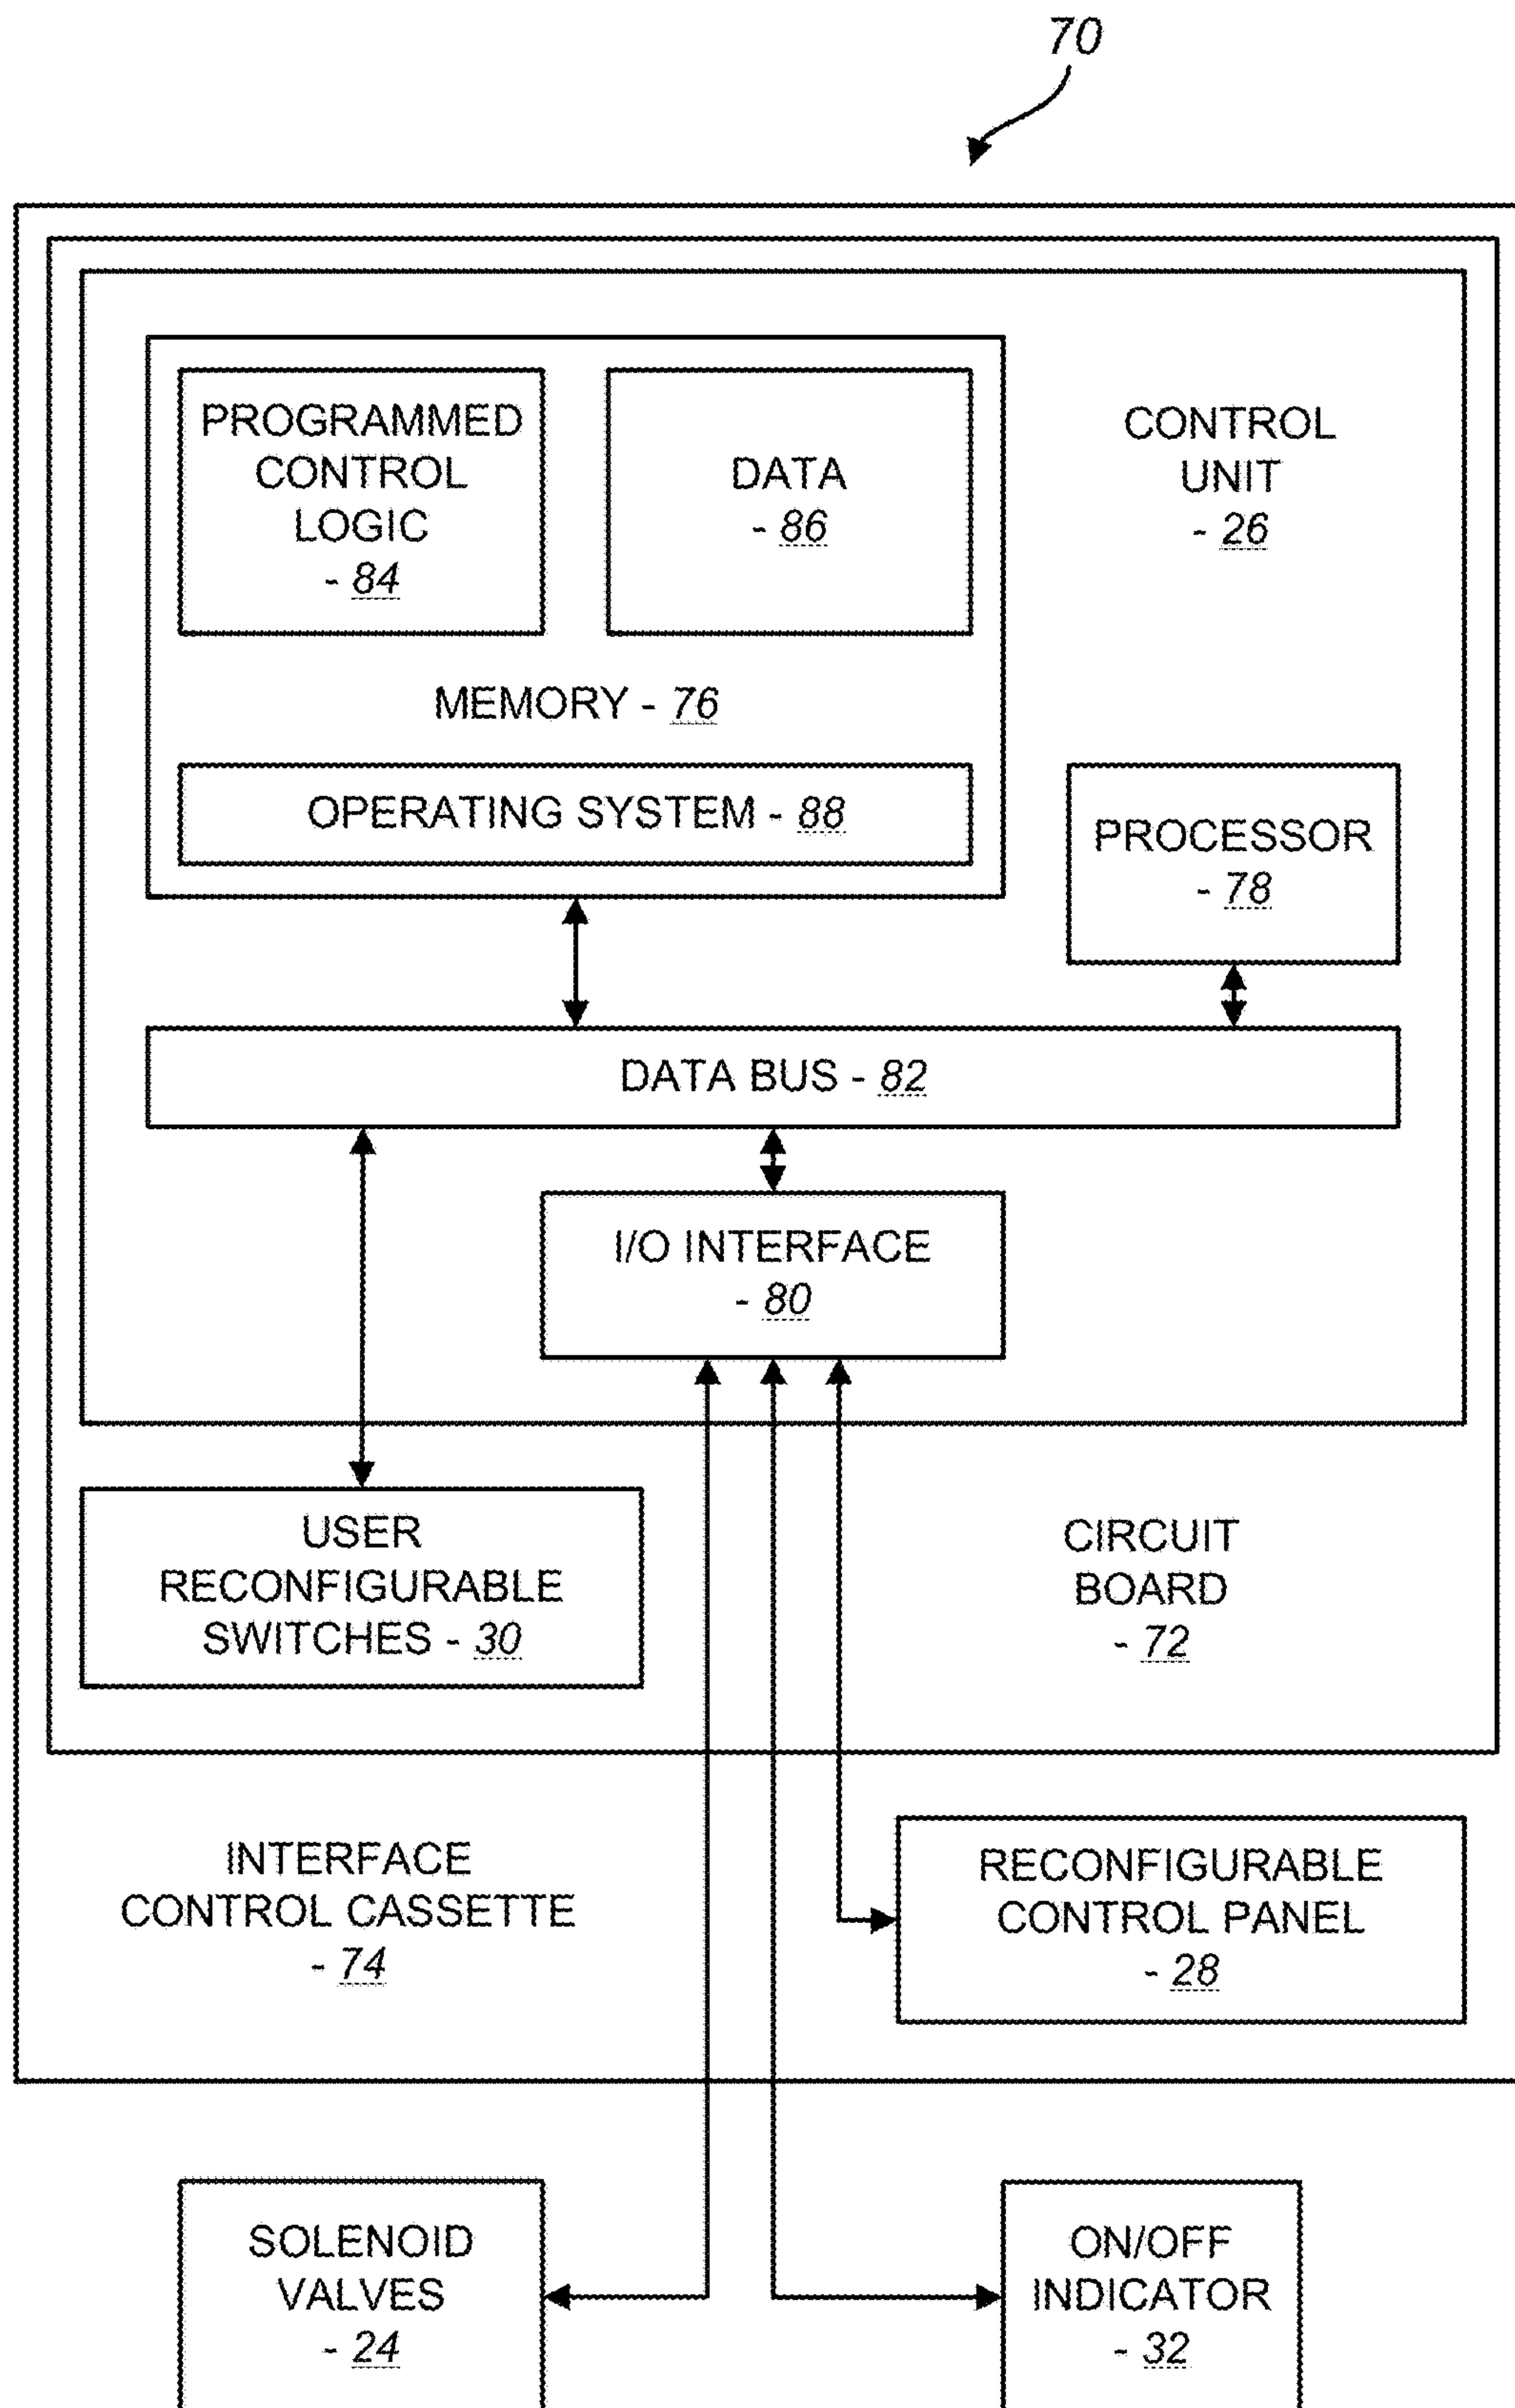 70
PROGRAMMED
CONTROL
LOGIC
- 84
DATA
- 86
CONTROL
UNIT
- 26
MEMORY - 76
OPERATING SYSTEM - 88
PROCESSOR
- 78
DATA BUS - 82
I/O INTERFACE
- 80
USER
RECONFIGURABLE
SWITCHES - 30
CIRCUIT
BOARD
- 72
INTERFACE
CONTROL CASSETTE
- 74
RECONFIGURABLE
CONTROL PANEL
- 28
SOLENOID
VALVES
- 24
ON/OFF
INDICATOR
- 32